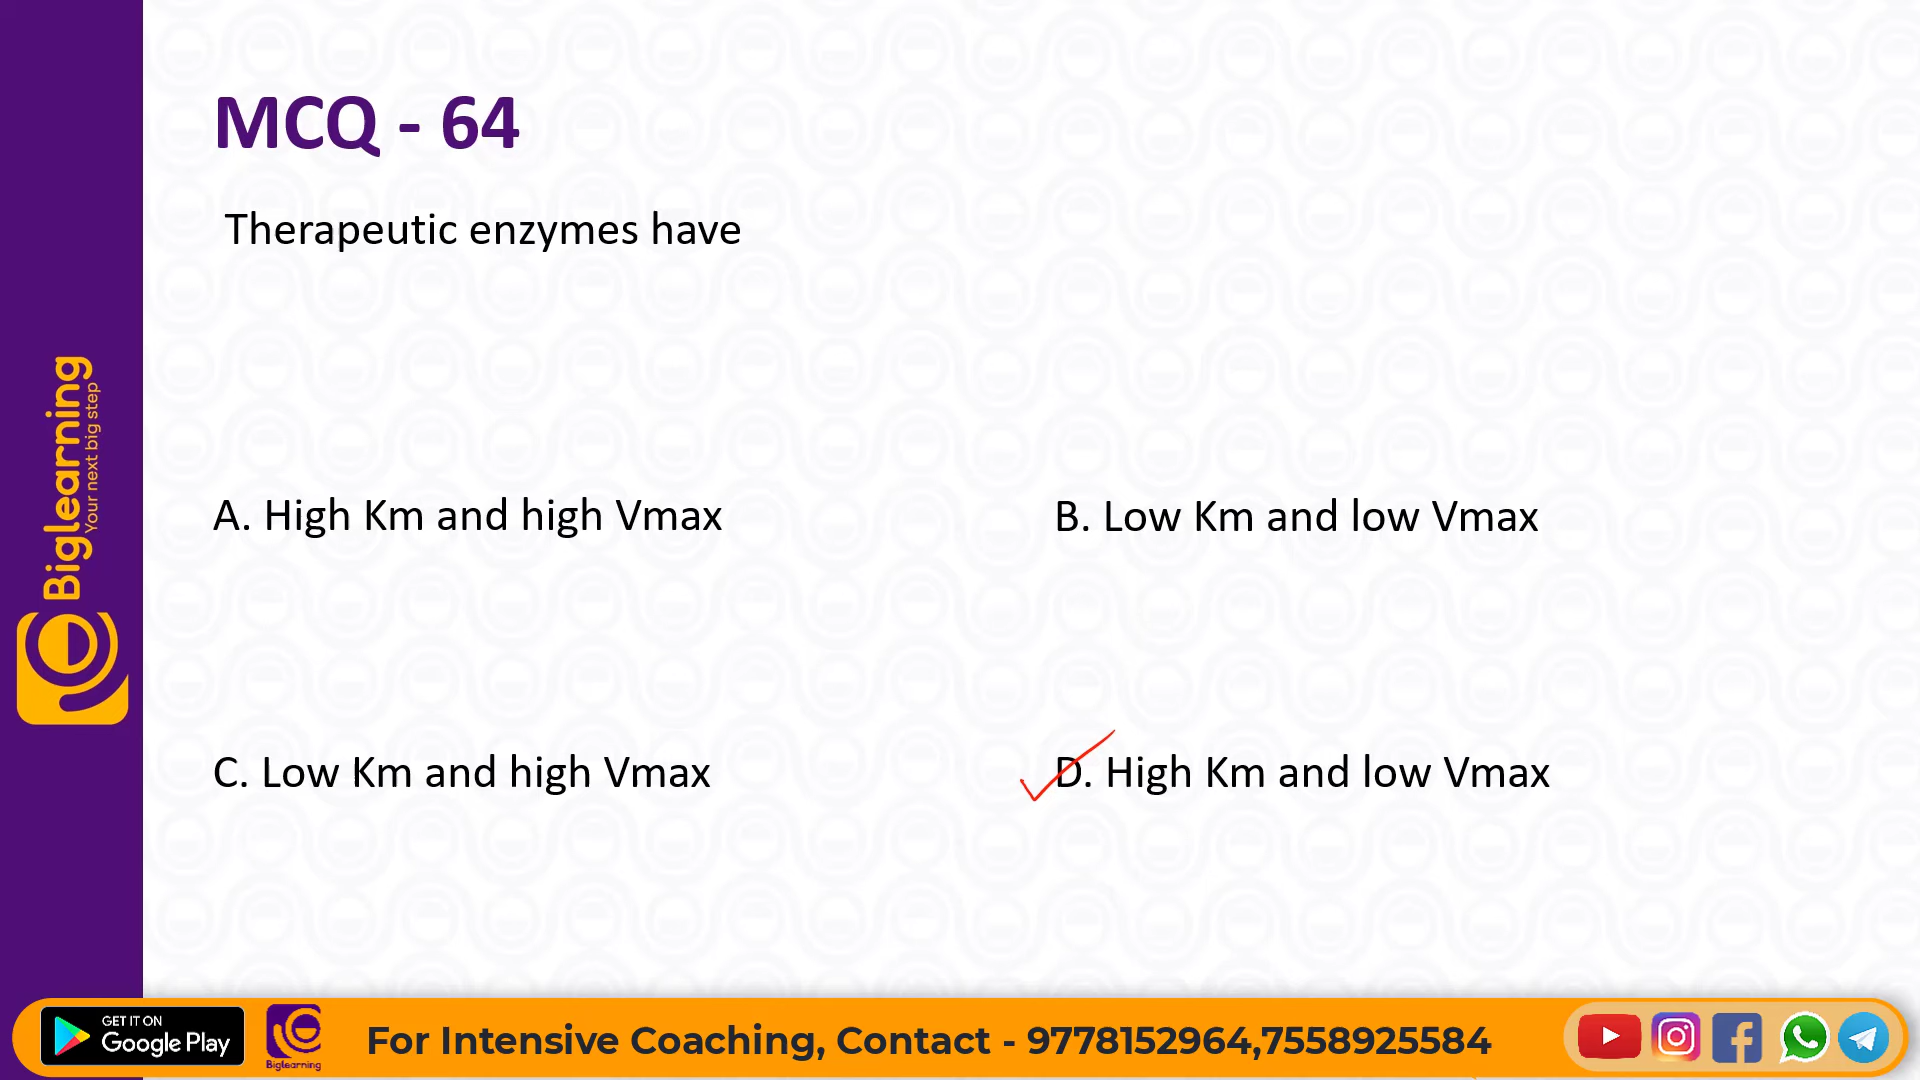 MCQ - 64
Therapeutic enzymes have
A. High Km and high Vmax
B. Low Km and low Vmax
C. Low Km and high Vmax
D. High Km and low Vmax
Biglearning
Your next big step
GET IT ON
Google Play
Biglearning
For Intensive Coaching, Contact - 9778152964,7558925584